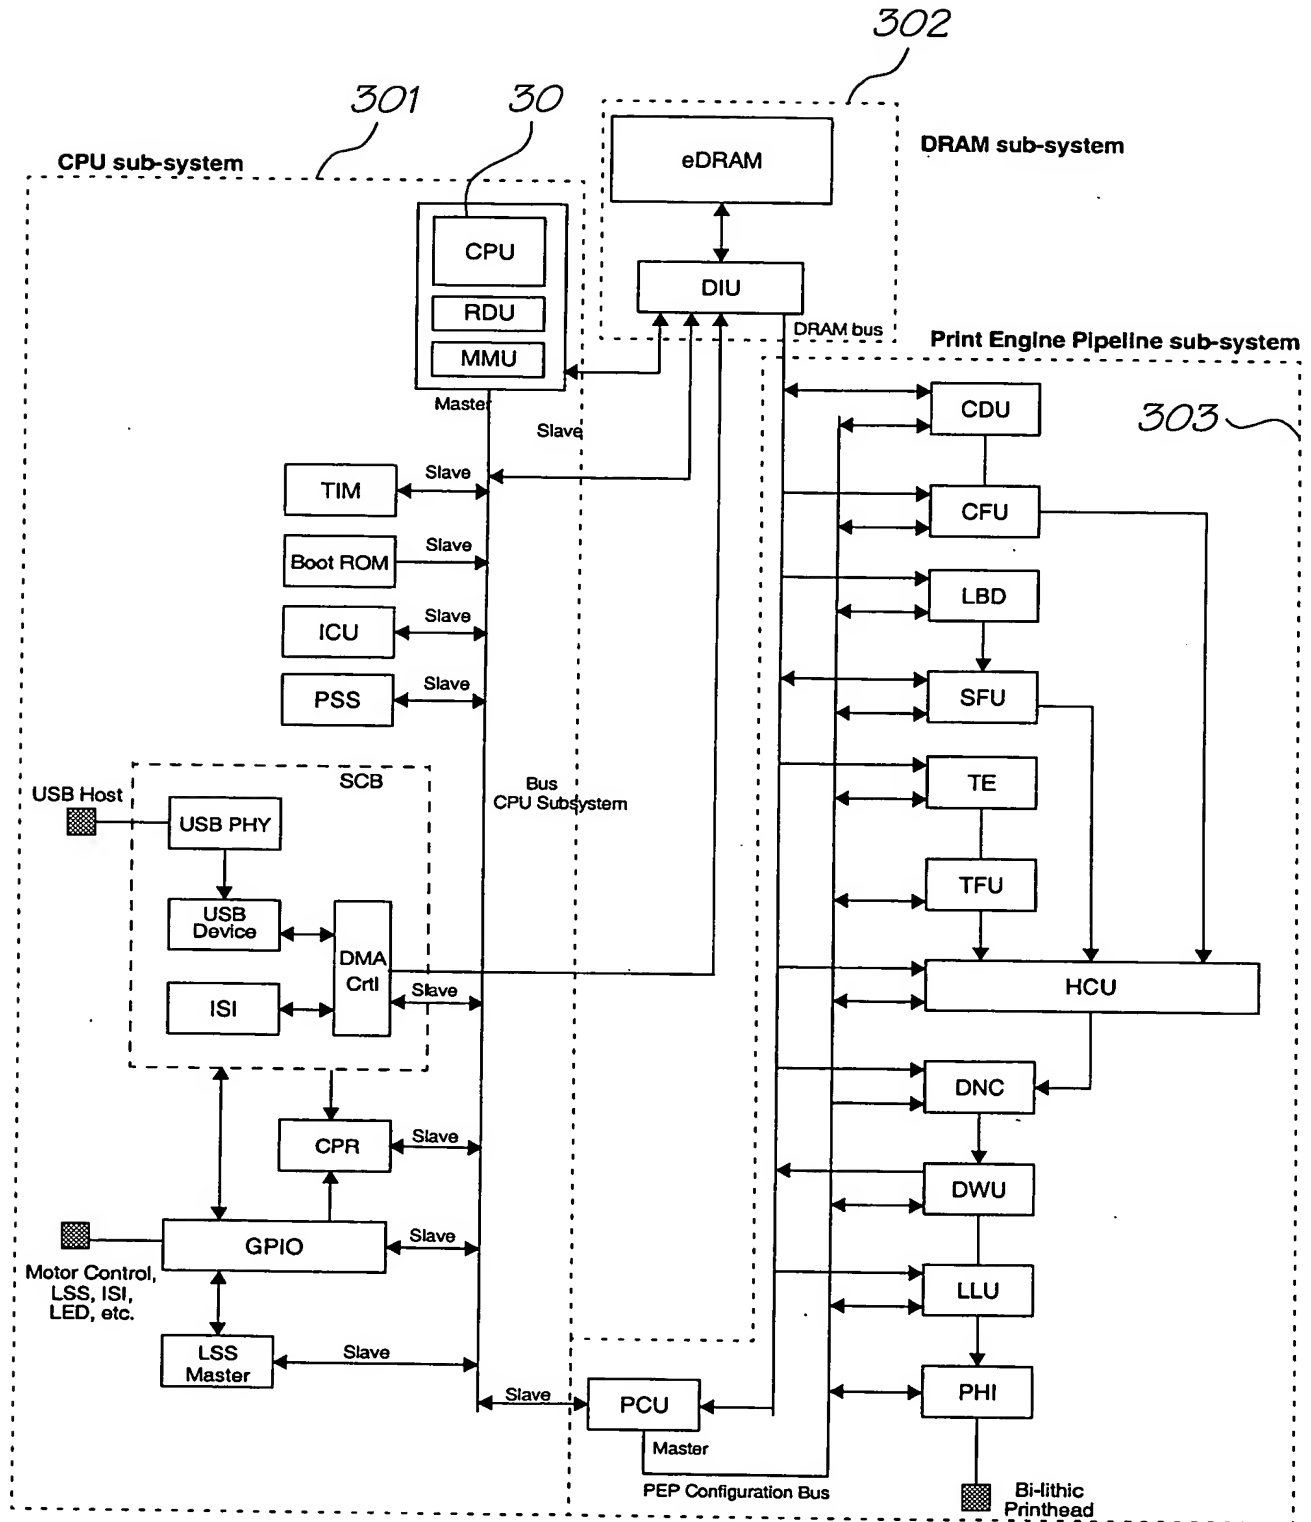 302
301
30
CPU sub-system
DRAM sub-system
eDRAM
CPU
RDU
MMU
DIU
DRAM bus
Print Engine Pipeline sub-system
Master
Slave
303
CDU
TIM
Slave
CFU
Boot ROM
Slave
LBD
ICU
Slave
PSS
Slave
SFU
SCB
USB Host
USB PHY
Bus
CPU Subsystem
TE
TFU
USB
Device
DMA
Crtl
ISI
Slave
HCU
DNC
CPR
Slave
DWU
GPIO
Slave
Motor Control,
LSS, ISI,
LED, etc.
LLU
LSS
Master
Slave
Slave
PCU
PHI
Master
PEP Configuration Bus
Bi-lithic
Printhead